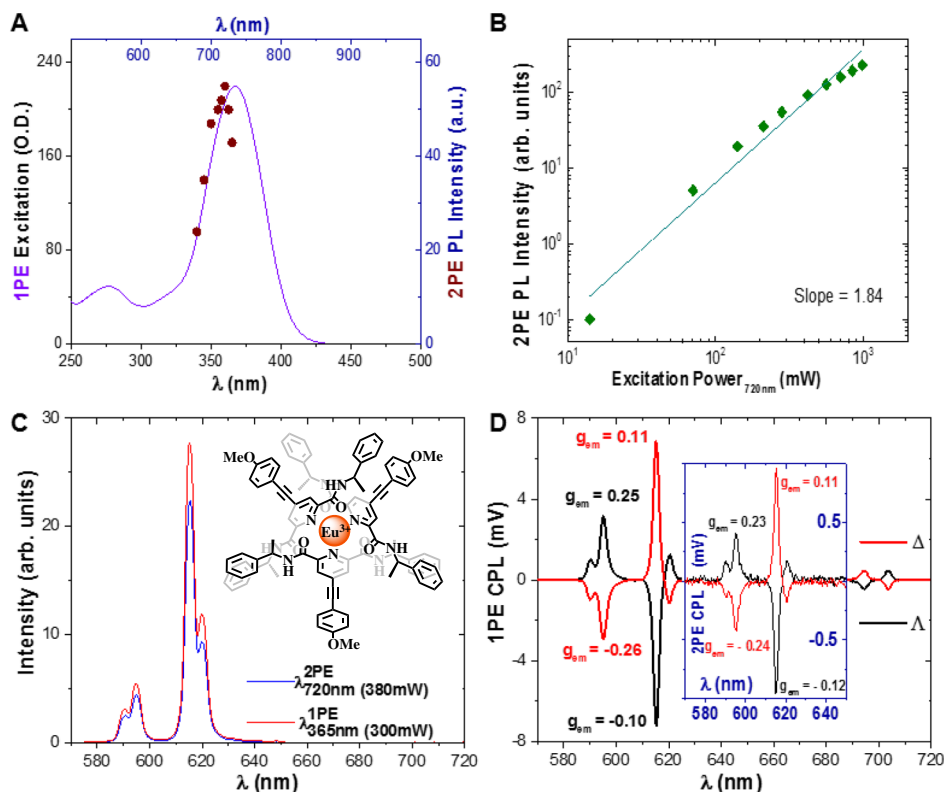 A
λ (nm)
600 700 800 900
240
160
80
0
60
40
20
0
1PE Excitation (O.D.)
2PE PL Intensity (a.u.)
250 300 350 400 450 500
λ (nm)
B
2PE PL Intensity (arb. units)
10²
10¹
10⁰
10⁻¹
Slope = 1.84
10¹ 10² 10³
Excitation Power720nm (mW)
C
Intensity (arb. units)
30
25
20
15
10
5
0
MeO
OMe
HN
NH
O
O
N
N
Eu³⁺
O
O
NH
N
H
N
NH
O
N
H
OMe
λ2PE720nm (380mW)
λ1PE365nm (300mW)
580 600 620 640 660 680 700 720
λ (nm)
D
1PE CPL (mV)
8
4
0
-4
-8
gem = 0.11
gem = 0.25
gem = -0.26
gem = -0.10
2PE CPL (mV)
gem = 0.11
gem = 0.23
0.5
-0.5
gem = - 0.24
gem = - 0.12
λ (nm)
580 600 620 640
Δ
Λ
580 600 620 640 660 680 700 720
λ (nm)